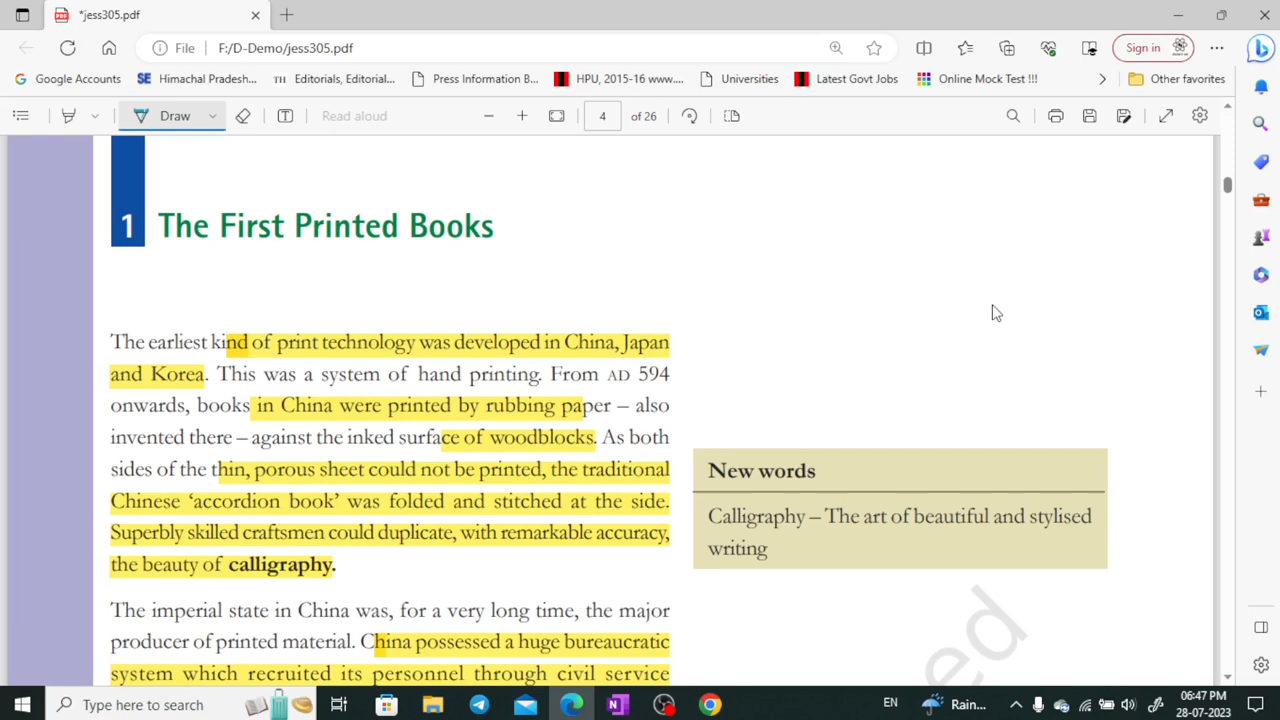 *jess305.pdf
File F:/D-Demo/jess305.pdf Sign in
Google Accounts SE Himachal Pradesh... TH Editorials, Editorial... Press Information B... HPU, 2015-16 www.... Universities Latest Govt Jobs Online Mock Test !!! Other favorites
Draw Read aloud 4 of 26
1 The First Printed Books
The earliest kind of print technology was developed in China, Japan
and Korea. This was a system of hand printing. From AD 594
onwards, books in China were printed by rubbing paper – also
invented there – against the inked surface of woodblocks. As both
sides of the thin, porous sheet could not be printed, the traditional
Chinese ‘accordion book’ was folded and stitched at the side.
Superbly skilled craftsmen could duplicate, with remarkable accuracy,
the beauty of calligraphy.
The imperial state in China was, for a very long time, the major
producer of printed material. China possessed a huge bureaucratic
system which recruited its personnel through civil service
New words
Calligraphy – The art of beautiful and stylised
writing
ed
Type here to search EN Rain... 06:47 PM
28-07-2023